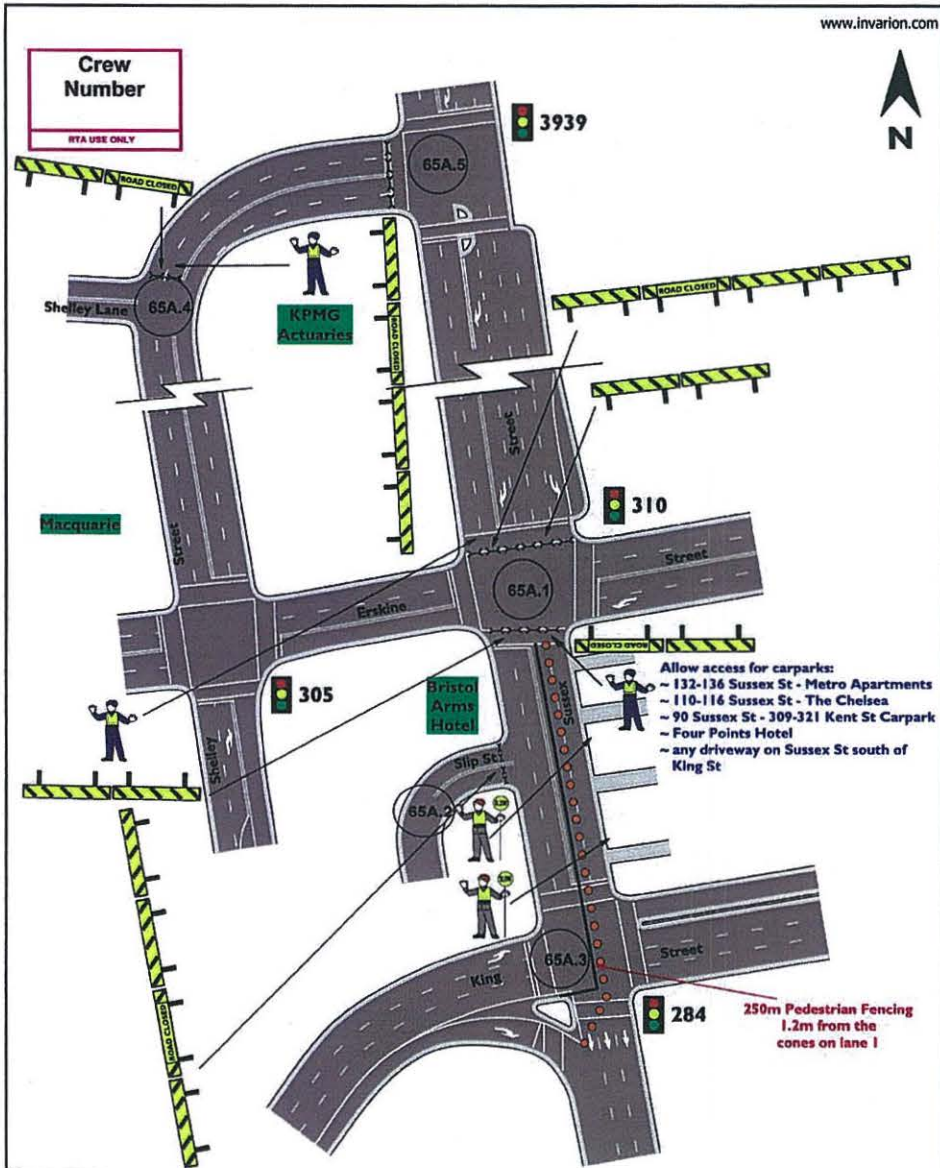 www.invarion.com
Crew
Number
RTA USE ONLY
N
3939
65A.5
ROAD CLOSED
Shelley Lane
65A.4
KPMG
Actuaries
ROAD CLOSED
ROAD CLOSED
Street
310
Macquarie
Street
65A.1
Street
Erskine
ROAD CLOSED
305
Bristol
Arms
Hotel
Sussex
Allow access for carparks:
~ 132-136 Sussex St - Metro Apartments
~ 110-116 Sussex St - The Chelsea
~ 90 Sussex St - 309-321 Kent St Carpark
~ Four Points Hotel
~ any driveway on Sussex St south of
King St
Shelley
Slip St
65A.2
65A.3
Street
King
ROAD CLOSED
284
250m Pedestrian Fencing
1.2m from the
cones on lane 1